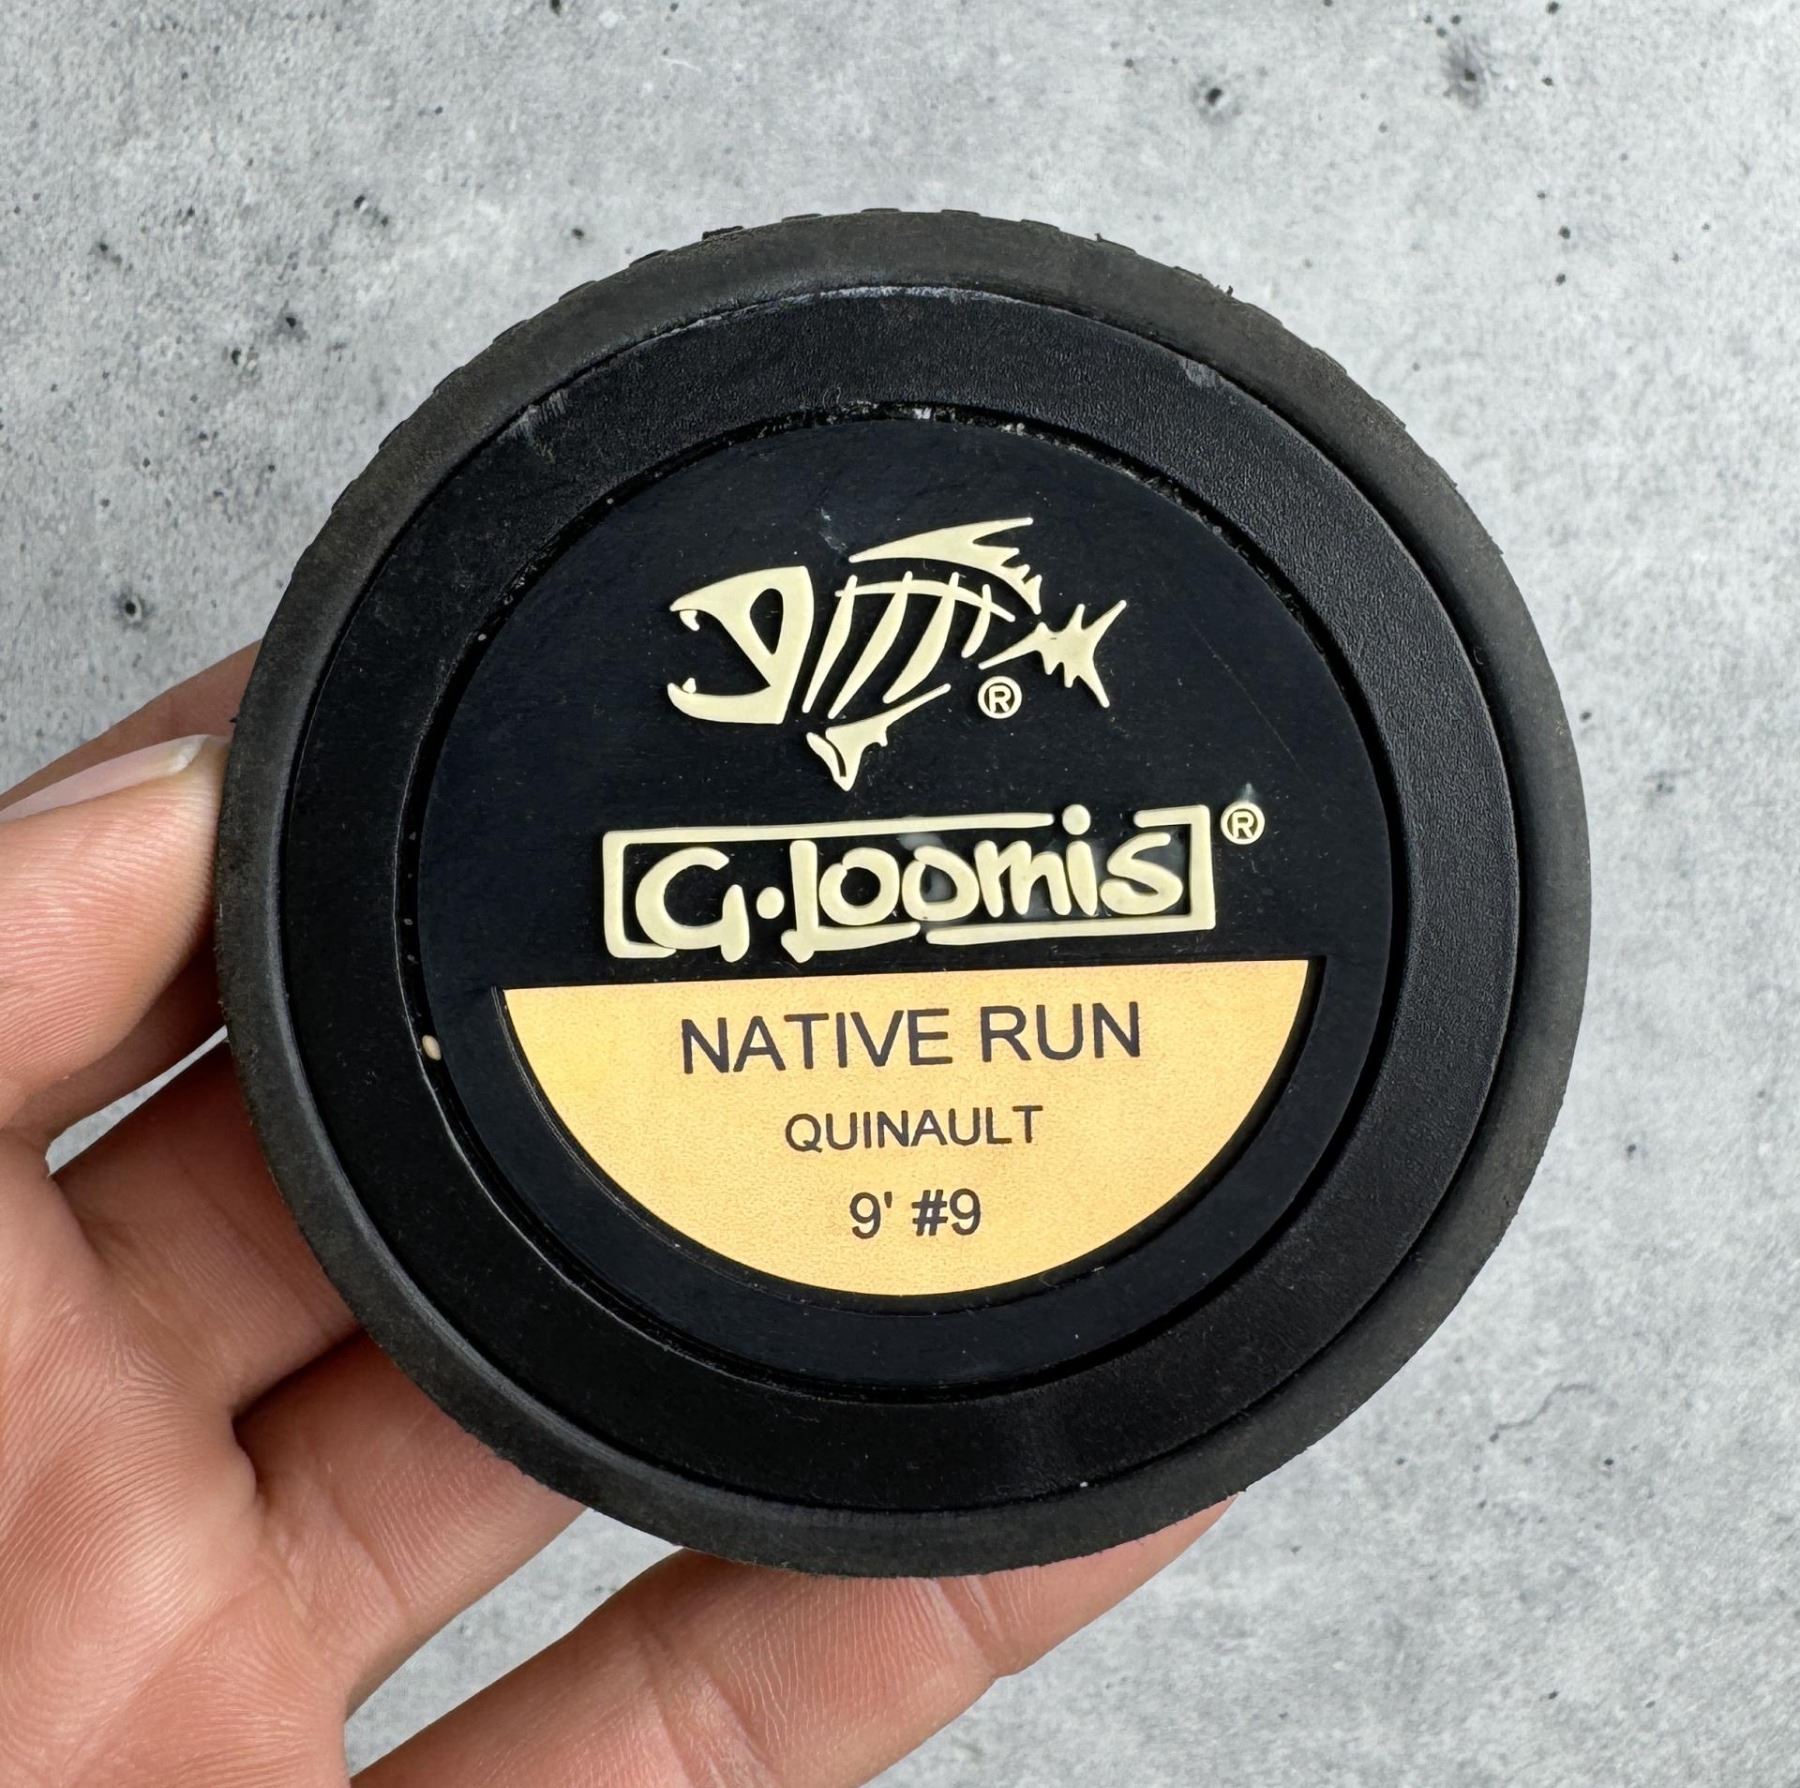 ®
G.Loomis®
NATIVE RUN
QUINAULT
9' #9